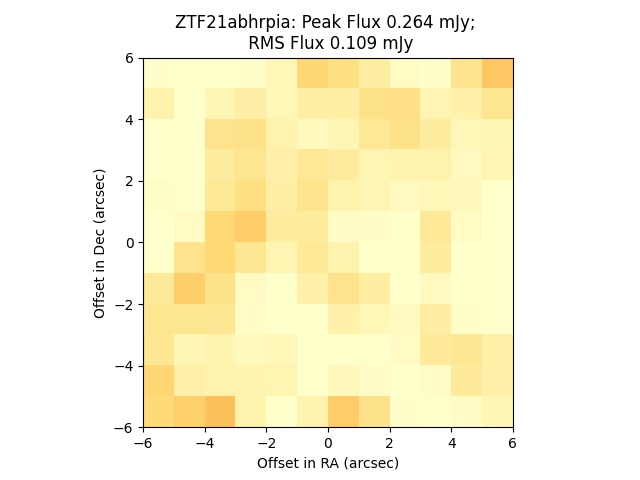 ZTF21abhrpia: Peak Flux 0.264 mJy;
RMS Flux 0.109 mJy
6
4
2
0
−2
−4
−6
Offset in Dec (arcsec)
−6 −4 −2 0 2 4 6
Offset in RA (arcsec)